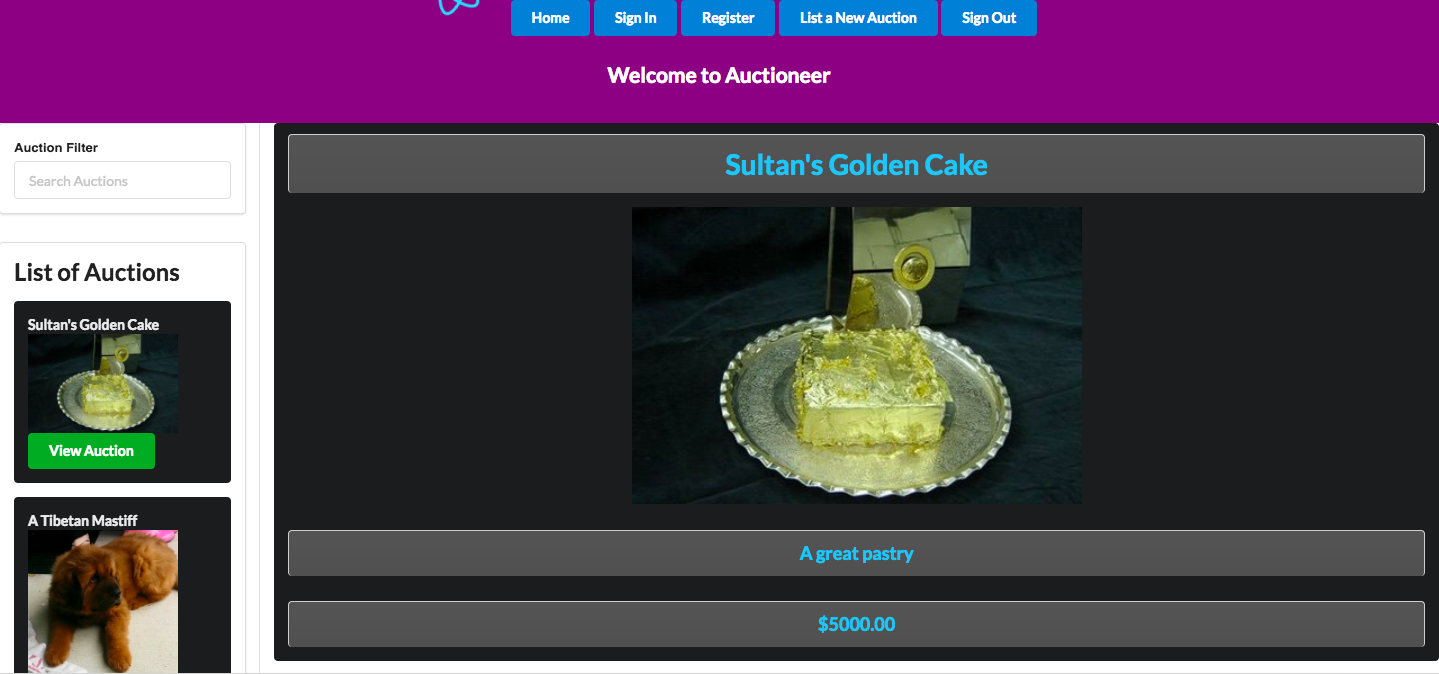 Home Sign In Register List a New Auction Sign Out
Welcome to Auctioneer
Auction Filter
Search Auctions
List of Auctions
Sultan's Golden Cake
View Auction
A Tibetan Mastiff
Sultan's Golden Cake
A great pastry
$5000.00